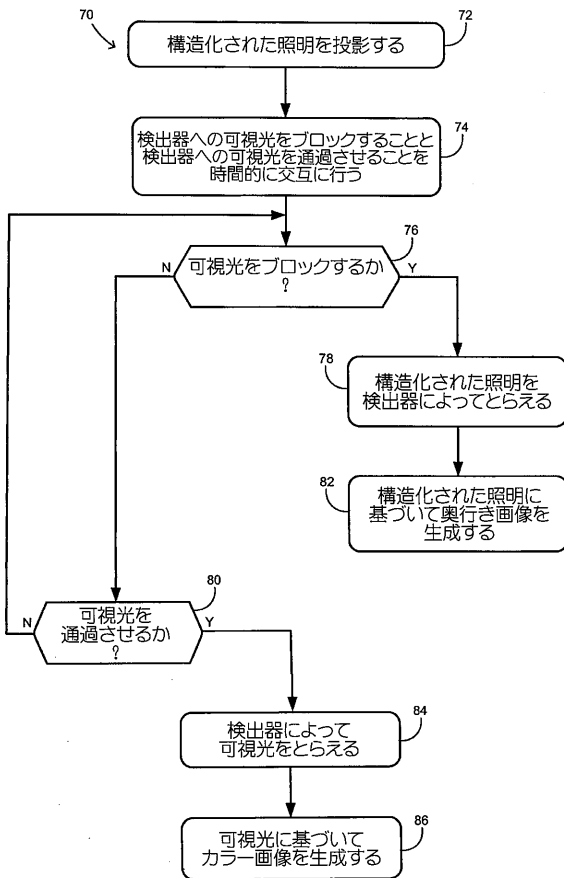 70
構造化された照明を投影する
72
検出器への可視光をブロックすることと
検出器への可視光を通過させることを
時間的に交互に行う
74
76
N
可視光をブロックするか
?
Y
78
構造化された照明を
検出器によってとらえる
82
構造化された照明に
基づいて奥行き画像を
生成する
80
N
可視光を
通過させるか
?
Y
検出器によって
可視光をとらえる
84
可視光に基づいて
カラー画像を生成する
86